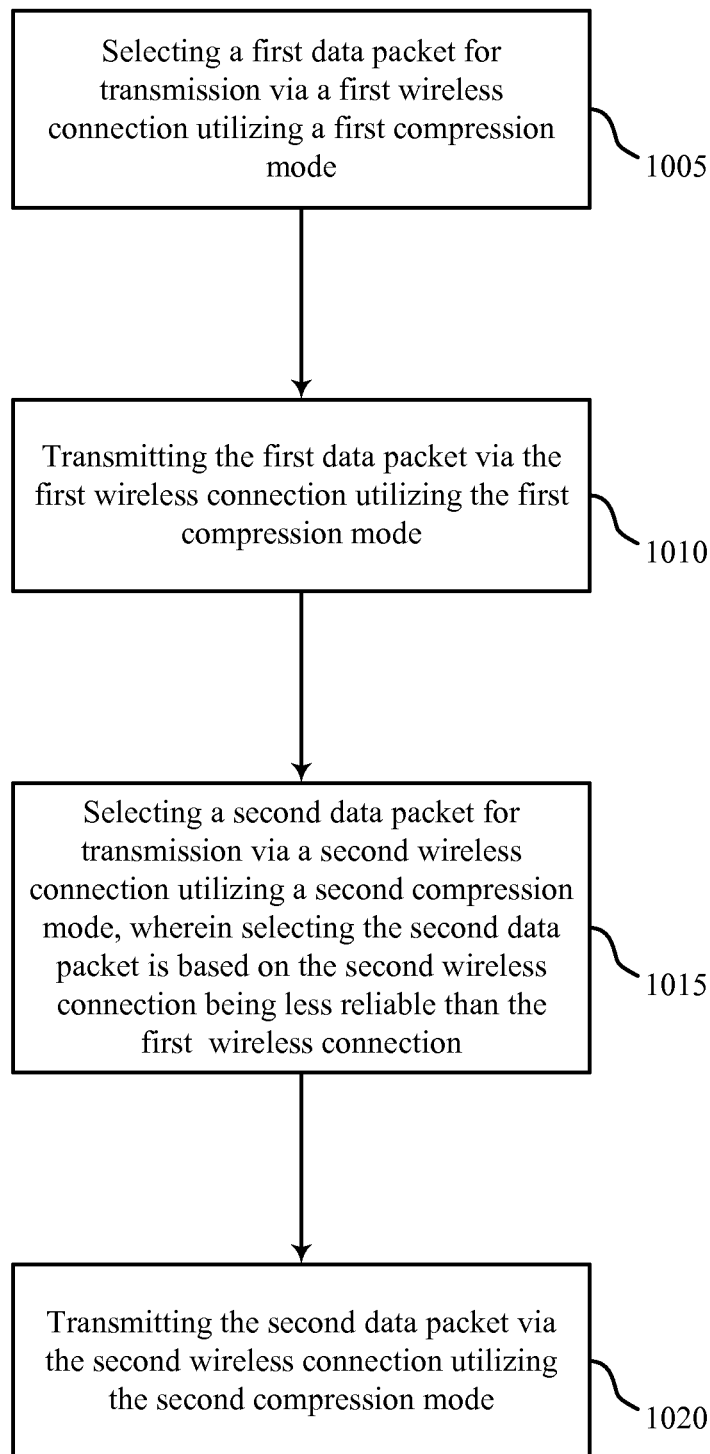 Selecting a first data packet for
transmission via a first wireless
connection utilizing a first compression
mode
1005
Transmitting the first data packet via the
first wireless connection utilizing the first
compression mode
1010
Selecting a second data packet for
transmission via a second wireless
connection utilizing a second compression
mode, wherein selecting the second data
packet is based on the second wireless
connection being less reliable than the
first wireless connection
1015
Transmitting the second data packet via
the second wireless connection utilizing
the second compression mode
1020